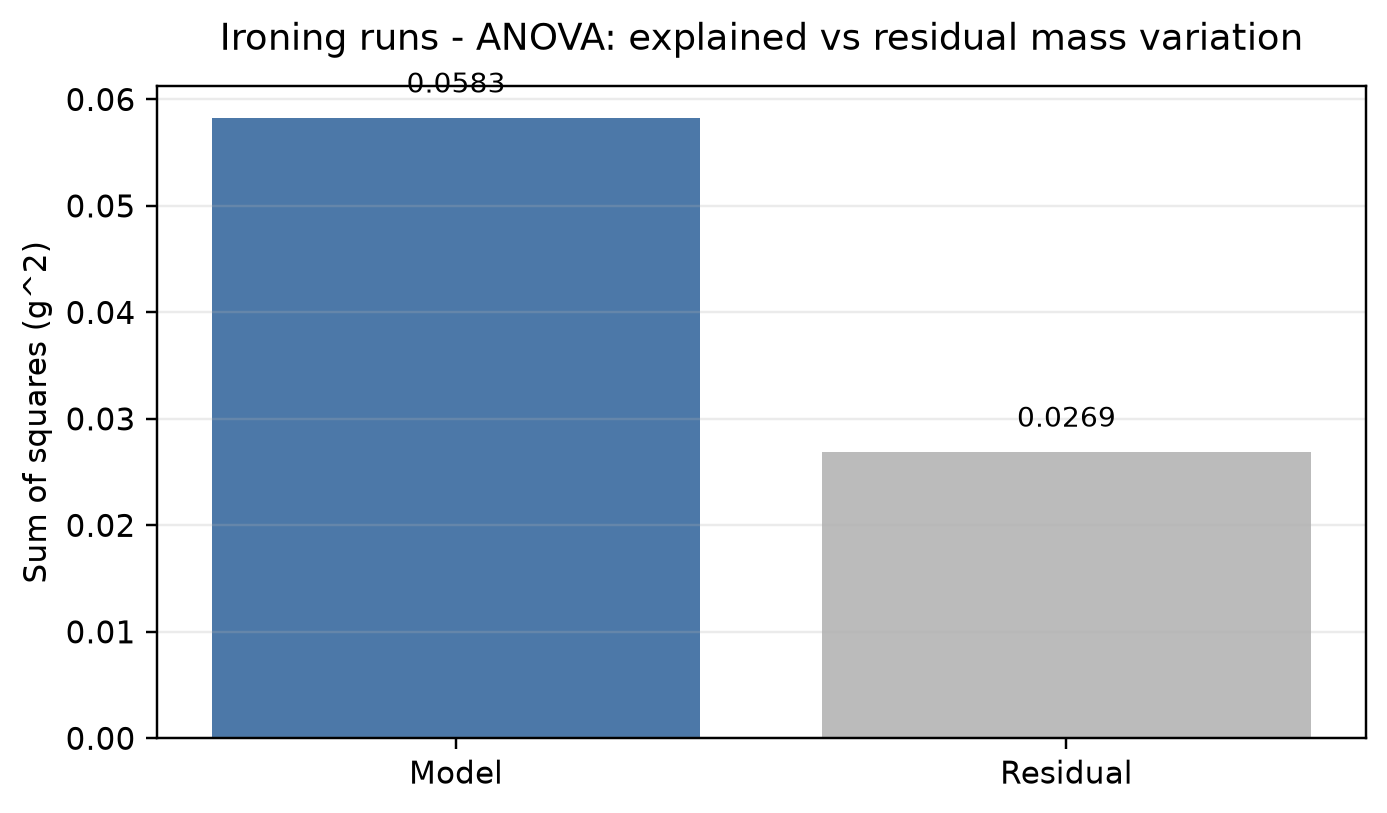 Ironing runs - ANOVA: explained vs residual mass variation
0.0583
0.06
0.05
0.04
0.03
0.02
0.01
0.00
Sum of squares (g^2)
0.0269
Model
Residual